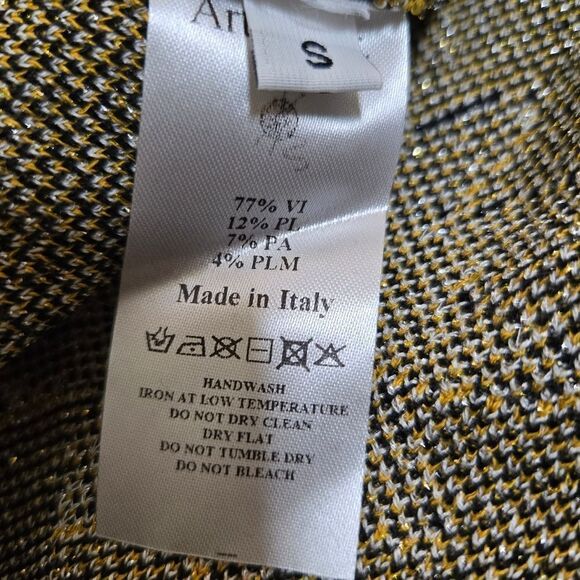 Art
S
77% VI
12% PL
7% PA
4% PLM
Made in Italy
HANDWASH
IRON AT LOW TEMPERATURE
DO NOT DRY CLEAN
DRY FLAT
DO NOT TUMBLE DRY
DO NOT BLEACH